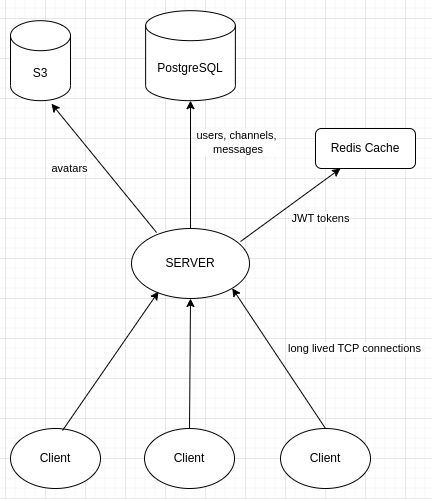 S3
PostgreSQL
users, channels,
messages
Redis Cache
avatars
JWT tokens
SERVER
long lived TCP connections
Client
Client
Client